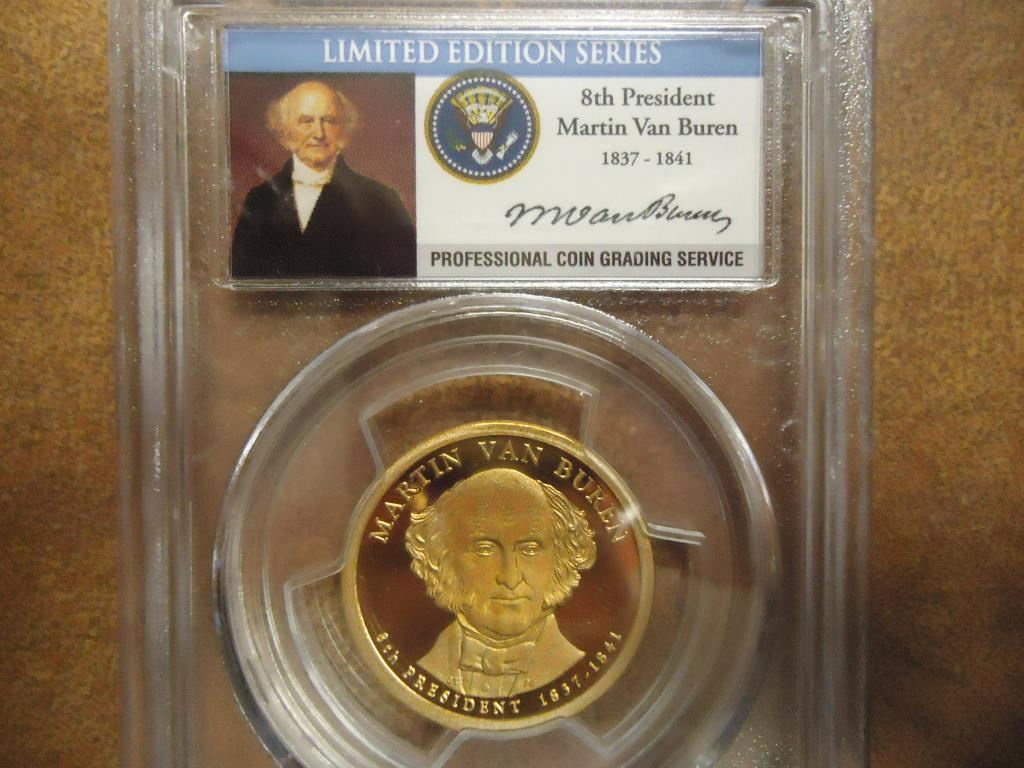 LIMITED EDITION SERIES
8th President
Martin Van Buren
1837 - 1841
MVanBuren
PROFESSIONAL COIN GRADING SERVICE
MARTIN VAN BUREN
8th PRESIDENT 1837-1841